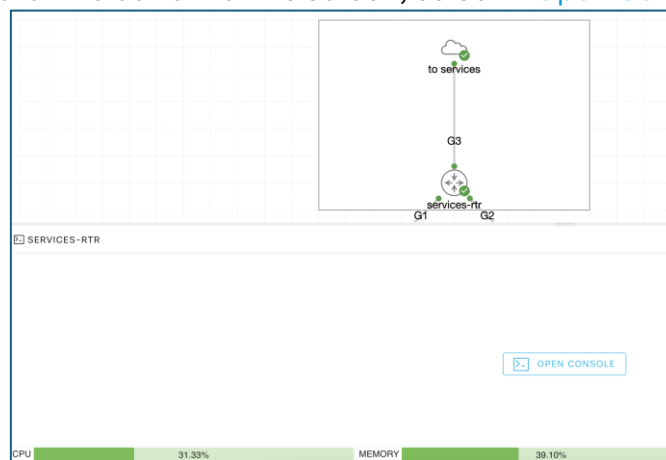 to services
G3
services-rtr
G1 G2
SERVICES-RTR
OPEN CONSOLE
CPU 31.33% MEMORY 39.10%